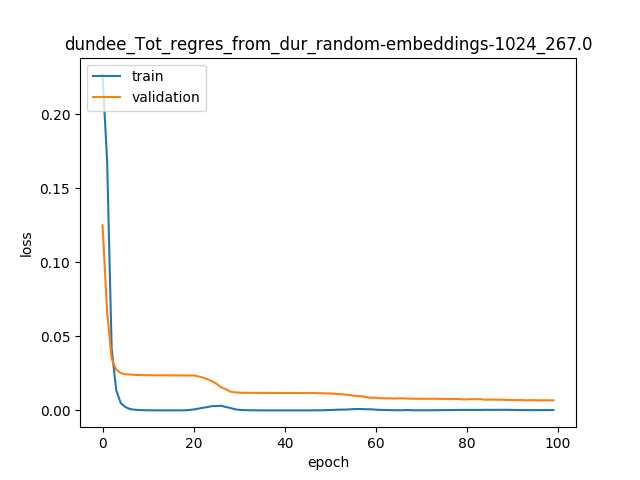 dundee_Tot_regres_from_dur_random-embeddings-1024_267.0
train
validation
0.20
0.15
0.10
0.05
0.00
loss
0
20
40
60
80
100
epoch